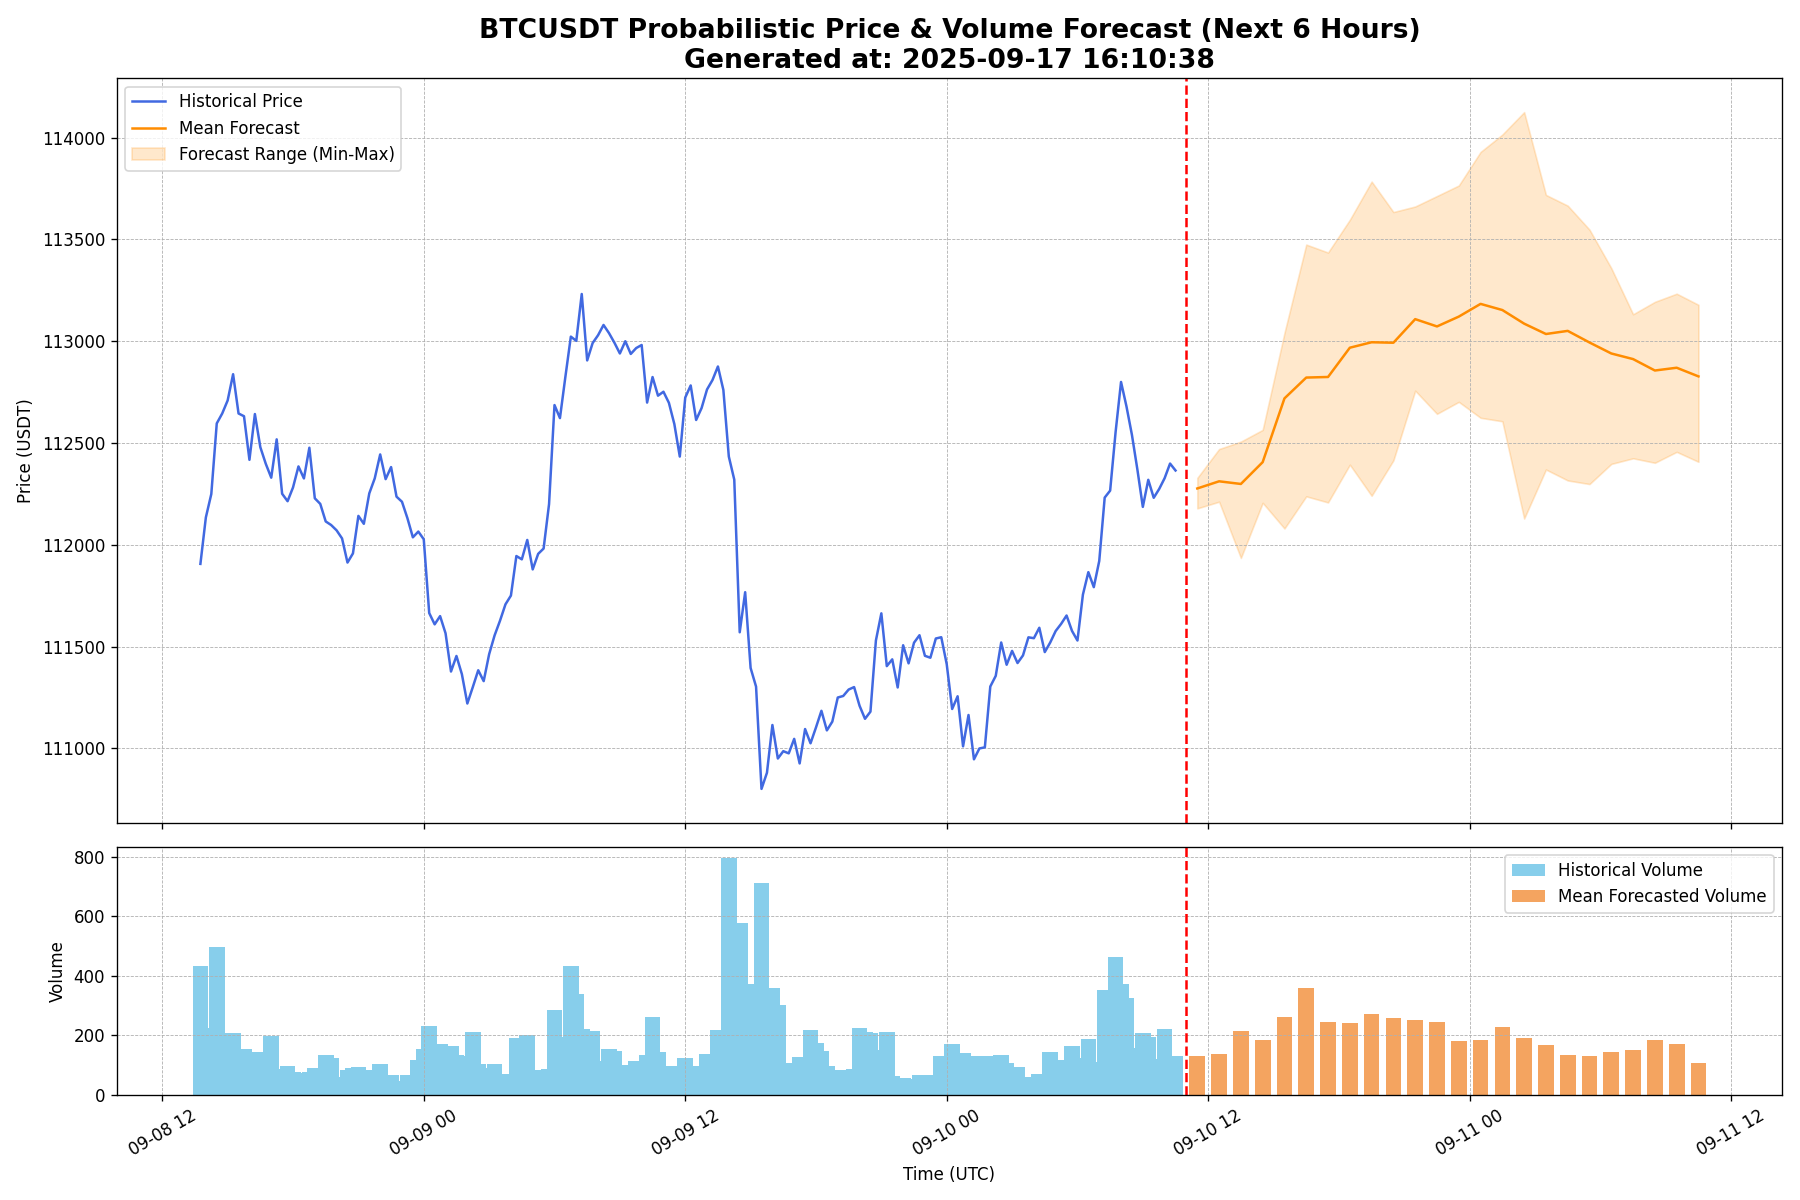 BTCUSDT Probabilistic Price & Volume Forecast (Next 6 Hours)
Generated at: 2025-09-17 16:10:38
Historical Price
Mean Forecast
Forecast Range (Min-Max)
Price (USDT)
114000
113500
113000
112500
112000
111500
111000
Historical Volume
Mean Forecasted Volume
Volume
800
600
400
200
0
09-08 12
09-09 00
09-09 12
09-10 00
09-10 12
09-11 00
09-11 12
Time (UTC)